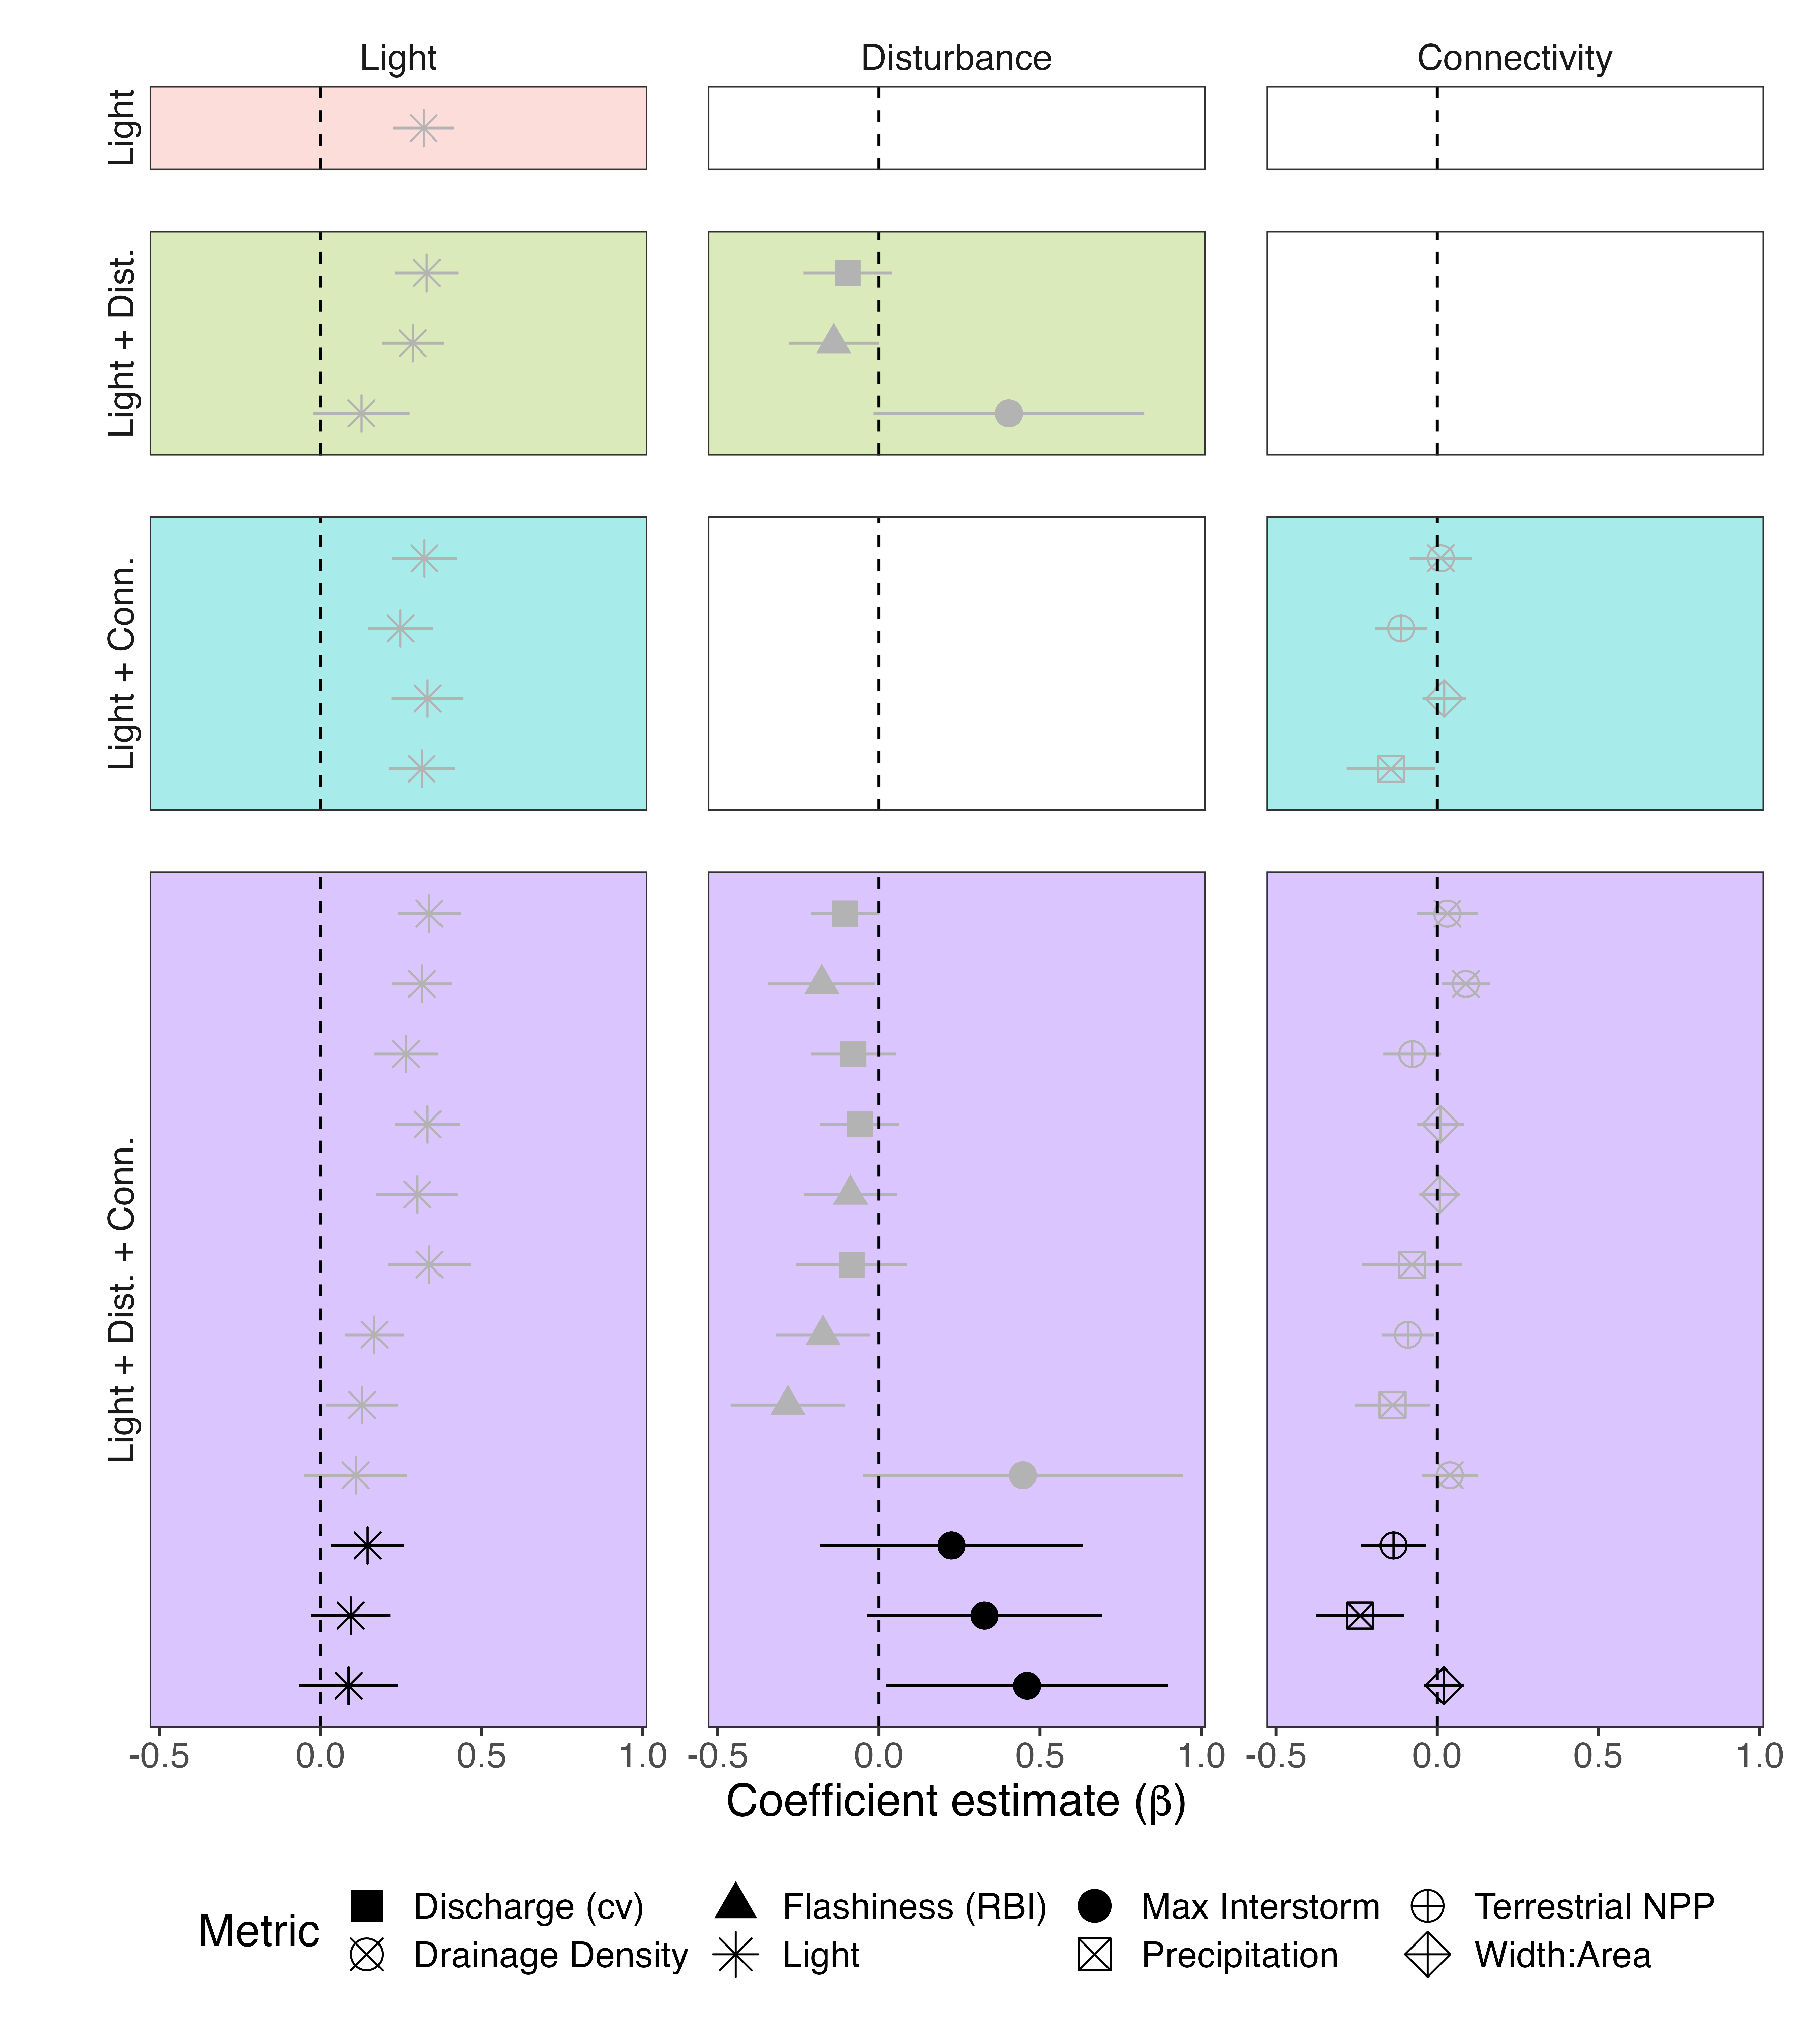 Light Disturbance Connectivity
Light
Light + Dist.
Light + Conn.
Light + Dist. + Conn.
-0.5 0.0 0.5 1.0 -0.5 0.0 0.5 1.0 -0.5 0.0 0.5 1.0
Coefficient estimate (β)
Metric
Discharge (cv) Flashiness (RBI) Max Interstorm Terrestrial NPP
Drainage Density Light Precipitation Width:Area